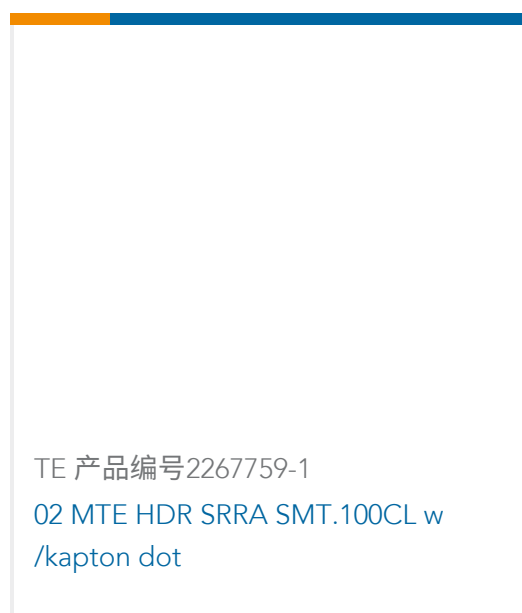 TE 产品编号2267759-1
02 MTE HDR SRRA SMT.100CL w
/kapton dot